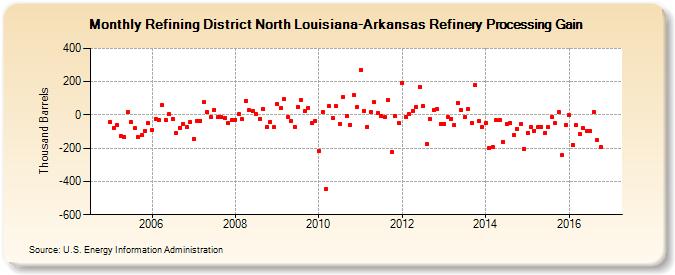 Monthly Refining District North Louisiana-Arkansas Refinery Processing Gain
Thousand Barrels
400
200
0
-200
-400
-600
2006 2008 2010 2012 2014 2016
Source: U.S. Energy Information Administration